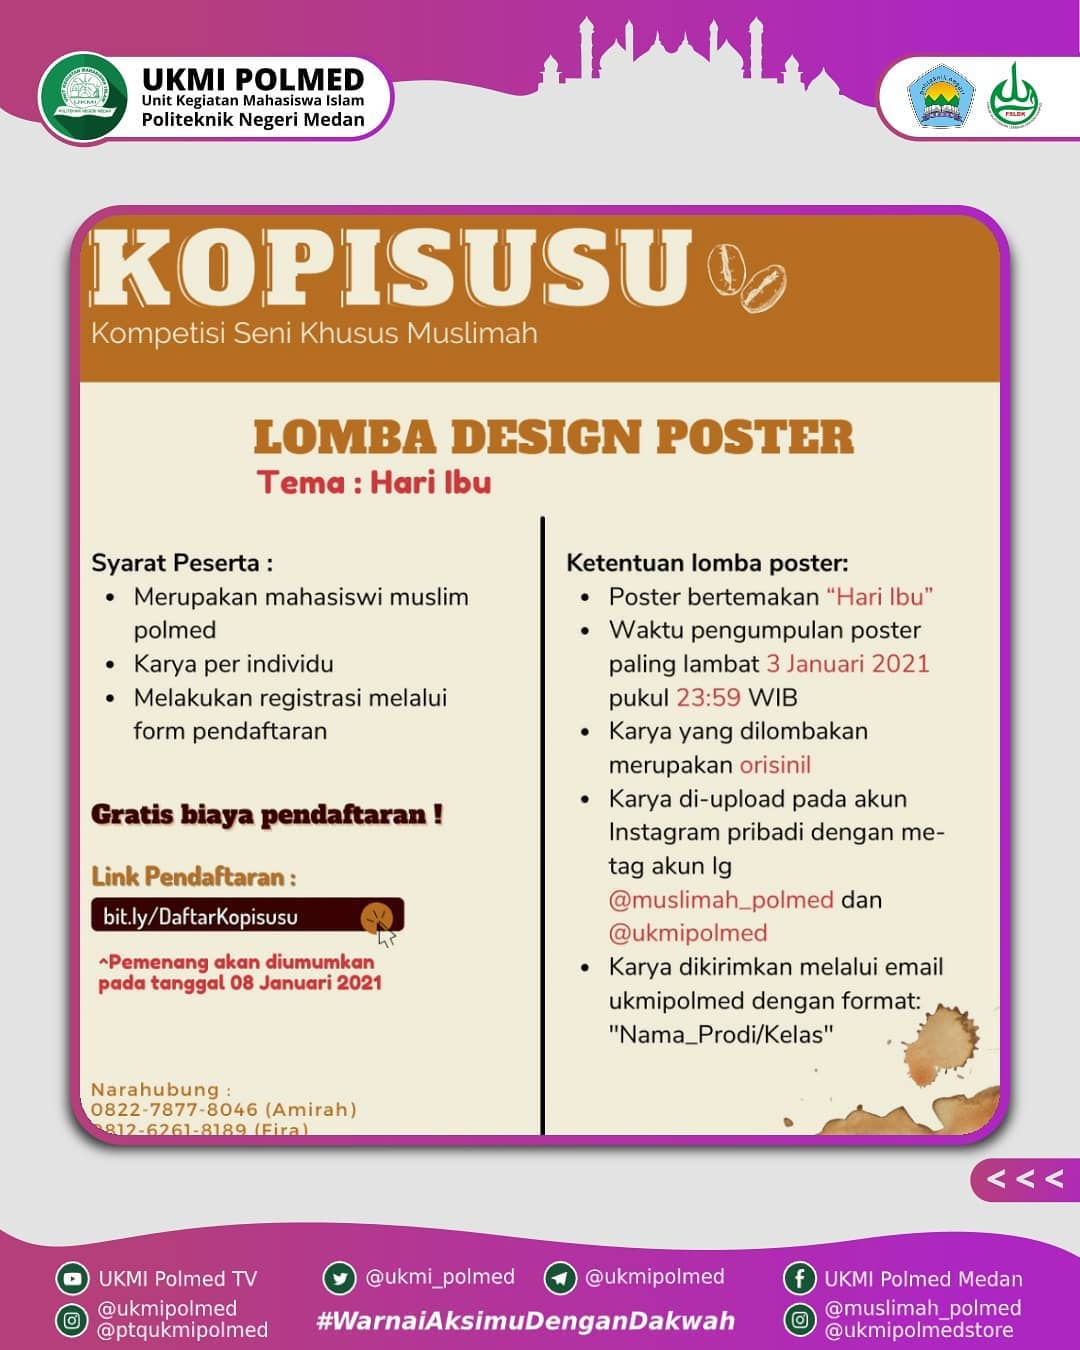 UKMI POLMED
Unit Kegiatan Mahasiswa Islam
Politeknik Negeri Medan
UKMI
FSLDK
KOPISUSU
Kompetisi Seni Khusus Muslimah
LOMBA DESIGN POSTER
Tema : Hari Ibu
Syarat Peserta :
• Merupakan mahasiswi muslim
polmed
• Karya per individu
• Melakukan registrasi melalui
form pendaftaran
Gratis biaya pendaftaran !
Link Pendaftaran :
bit.ly/DaftarKopisusu
^Pemenang akan diumumkan
pada tanggal 08 Januari 2021
Narahubung :
0822-7877-8046 (Amirah)
0812-6261-8189 (Fira)
Ketentuan lomba poster:
• Poster bertemakan “Hari Ibu”
• Waktu pengumpulan poster
paling lambat 3 Januari 2021
pukul 23:59 WIB
• Karya yang dilombakan
merupakan orisinil
• Karya di-upload pada akun
Instagram pribadi dengan me-
tag akun Ig
@muslimah_polmed dan
@ukmipolmed
• Karya dikirimkan melalui email
ukmipolmed dengan format:
"Nama_Prodi/Kelas"
< < <
UKMI Polmed TV
@ukmipolmed
@ptqukmipolmed
@ukmi_polmed
@ukmipolmed
#WarnaiAksimuDenganDakwah
UKMI Polmed Medan
@muslimah_polmed
@ukmipolmedstore